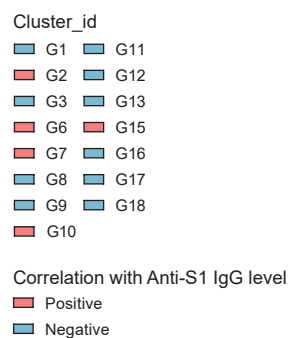 Cluster_id
G1 G11
G2 G12
G3 G13
G6 G15
G7 G16
G8 G17
G9 G18
G10
Correlation with Anti-S1 IgG level
Positive
Negative